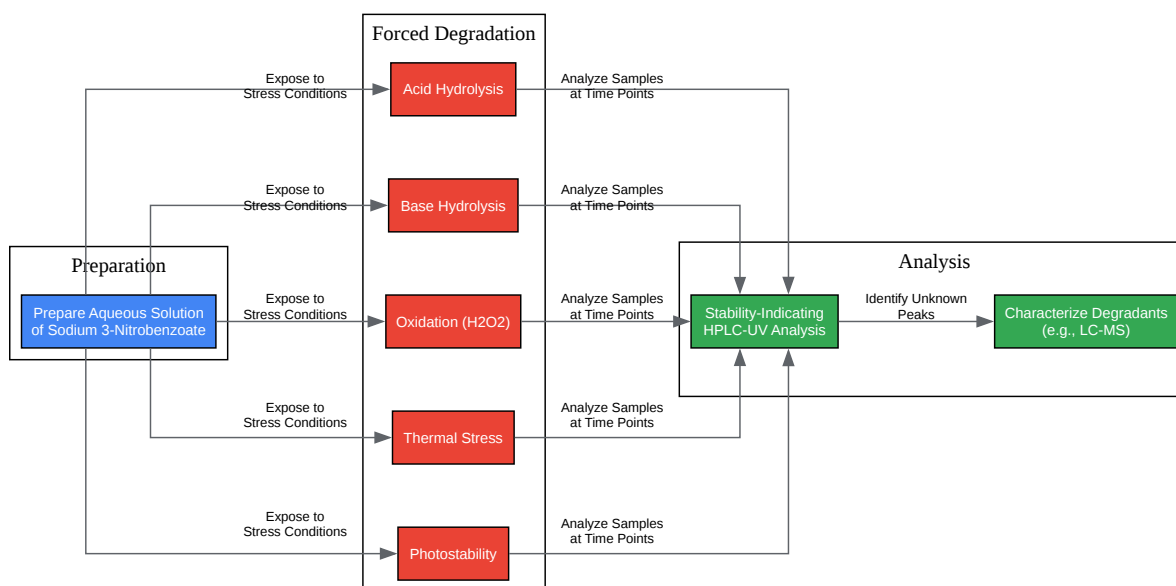 Forced Degradation
Expose to
Stress Conditions
Acid Hydrolysis
Analyze Samples
at Time Points
Expose to
Stress Conditions
Base Hydrolysis
Analyze Samples
at Time Points
Preparation
Prepare Aqueous Solution
of Sodium 3-Nitrobenzoate
Expose to
Stress Conditions
Oxidation (H2O2)
Analyze Samples
at Time Points
Analysis
Stability-Indicating
HPLC-UV Analysis
Identify Unknown
Peaks
Characterize Degradants
(e.g., LC-MS)
Expose to
Stress Conditions
Thermal Stress
Analyze Samples
at Time Points
Expose to
Stress Conditions
Photostability
Analyze Samples
at Time Points